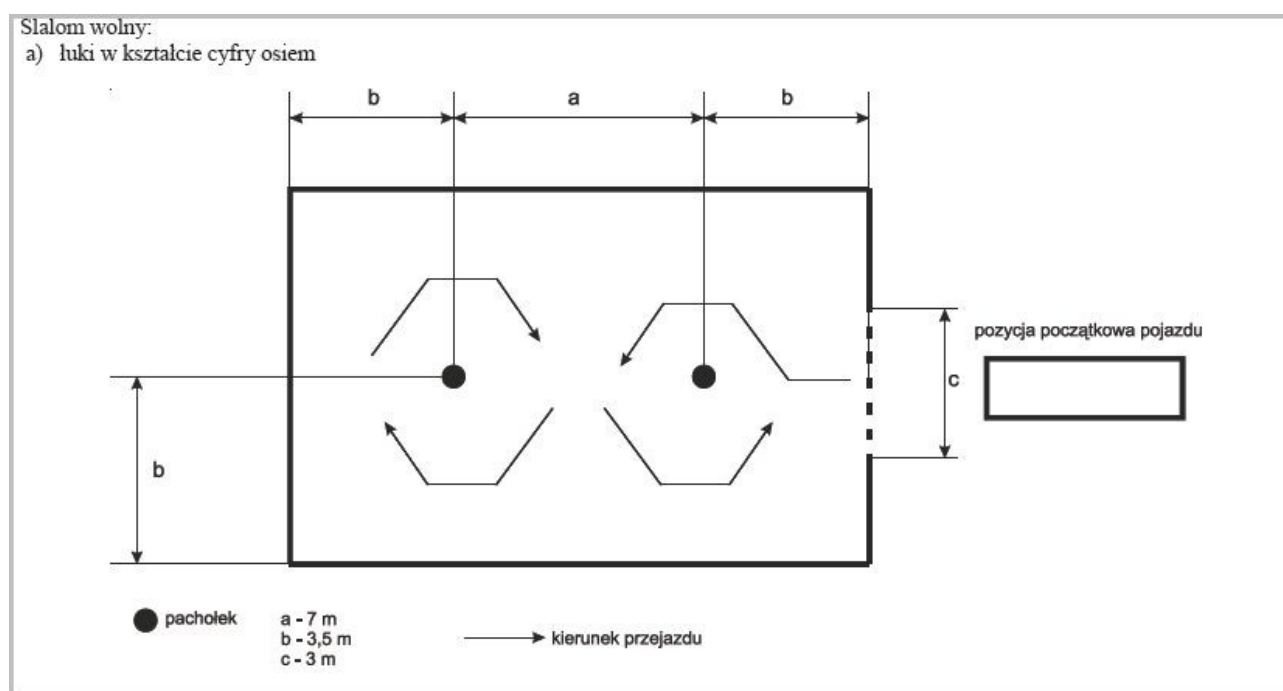 Slalom wolny:
a) łuki w kształcie cyfry osiem
b a b
pozycja początkowa pojazdu
c
b
pachołek
a - 7 m
b - 3,5 m
c - 3 m
kierunek przejazdu